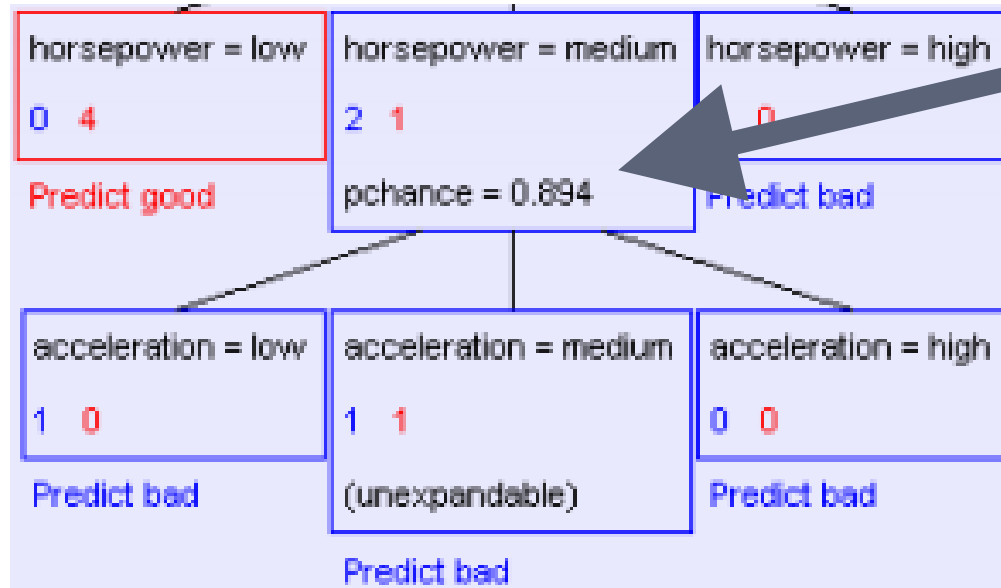 horsepower = low
0 4
Predict good
horsepower = medium
2 1
pchance = 0.894
horsepower = high
0
Predict bad
acceleration = low
1 0
Predict bad
acceleration = medium
1 1
(unexpandable)
Predict bad
acceleration = high
0 0
Predict bad